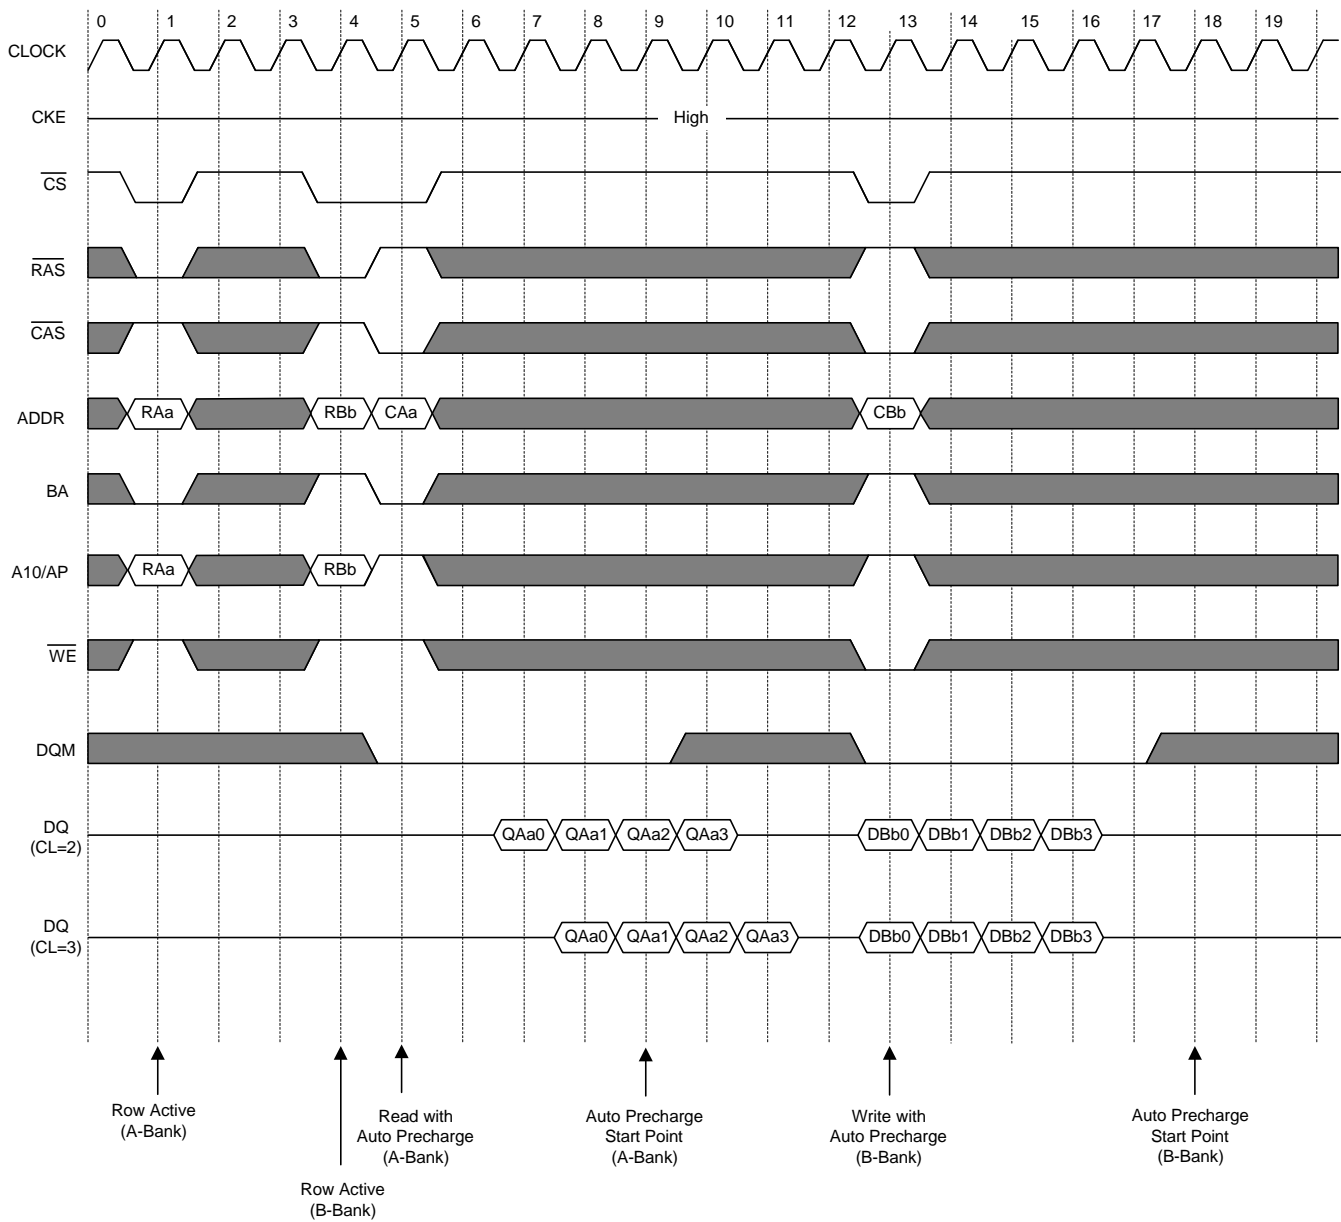 0 1 2 3 4 5 6 7 8 9 10 11 12 13 14 15 16 17 18 19
CLOCK
CKE High
CS
RAS
CAS
ADDR RAa RBb CAa CBb
BA
A10/AP RAa RBb
WE
DQM
DQ
(CL=2)
QAa0 QAa1 QAa2 QAa3 DBb0 DBb1 DBb2 DBb3
DQ
(CL=3)
QAa0 QAa1 QAa2 QAa3 DBb0 DBb1 DBb2 DBb3
Row Active
(A-Bank)
Row Active
(B-Bank)
Read with
Auto Precharge
(A-Bank)
Auto Precharge
Start Point
(A-Bank)
Write with
Auto Precharge
(B-Bank)
Auto Precharge
Start Point
(B-Bank)